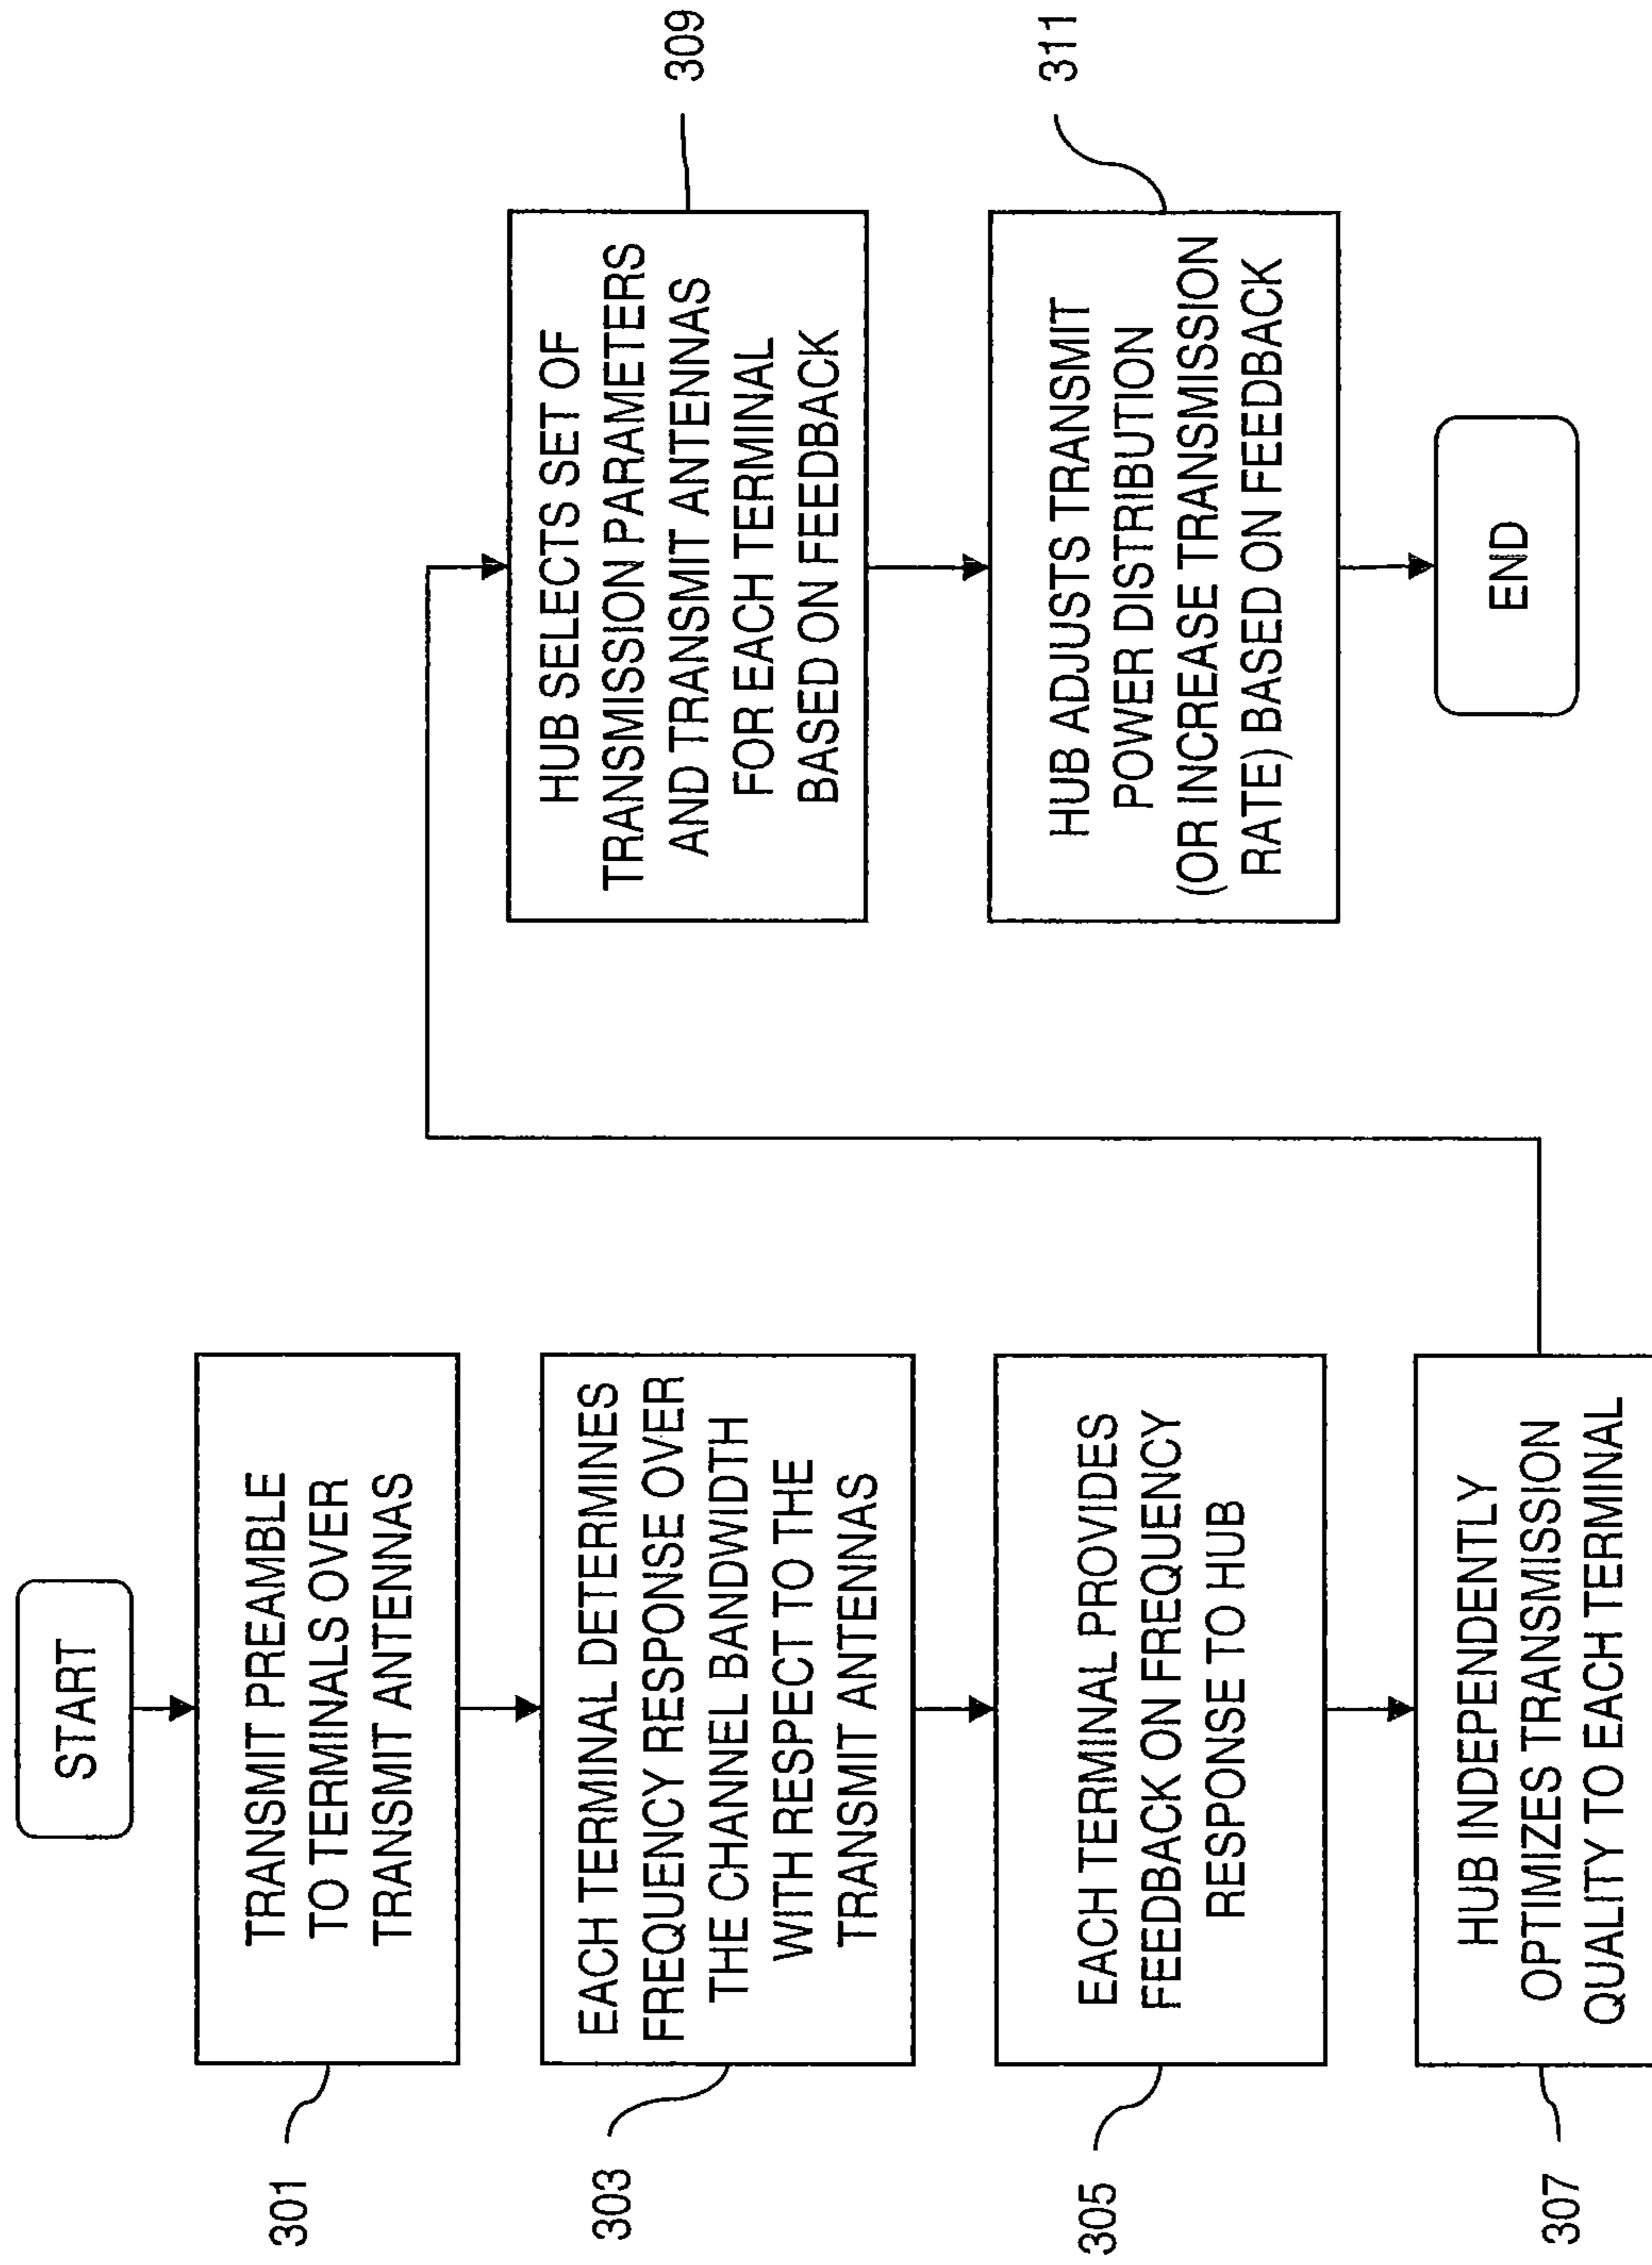 START
TRANSMIT PREAMBLE
TO TERMINALS OVER
TRANSMIT ANTENNAS
301
EACH TERMINAL DETERMINES
FREQUENCY RESPONSE OVER
THE CHANNEL BANDWIDTH
WITH RESPECT TO THE
TRANSMIT ANTENNAS
303
EACH TERMINAL PROVIDES
FEEDBACK ON FREQUENCY
RESPONSE TO HUB
305
HUB INDEPENDENTLY
OPTIMIZES TRANSMISSION
QUALITY TO EACH TERMINAL
307
HUB SELECTS SET OF
TRANSMISSION PARAMETERS
AND TRANSMIT ANTENNAS
FOR EACH TERMINAL
BASED ON FEEDBACK
309
HUB ADJUSTS TRANSMIT
POWER DISTRIBUTION
(OR INCREASE TRANSMISSION
RATE) BASED ON FEEDBACK
311
END